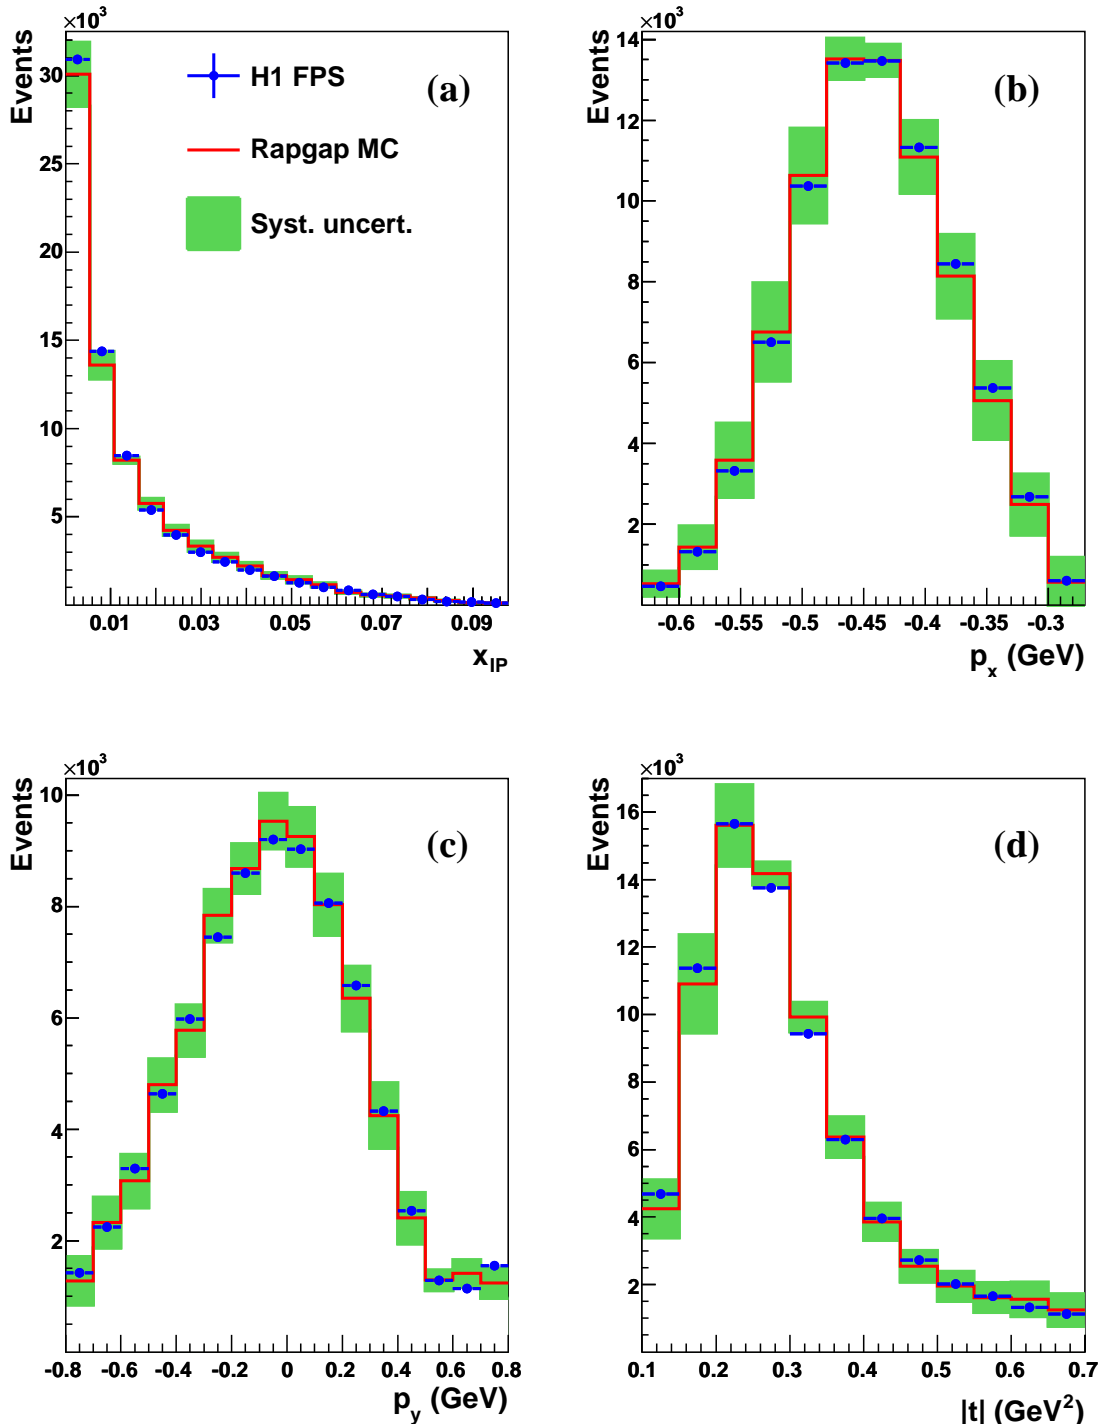 ×10³
Events
30
25
20
15
10
5
H1 FPS
Rapgap MC
Syst. uncert.
(a)
0.01 0.03 0.05 0.07 0.09
x_IP
×10³
Events
14
12
10
8
6
4
2
(b)
-0.6 -0.55 -0.5 -0.45 -0.4 -0.35 -0.3
p_x (GeV)
×10³
Events
10
8
6
4
2
(c)
-0.8 -0.6 -0.4 -0.2 0 0.2 0.4 0.6 0.8
p_y (GeV)
×10³
Events
16
14
12
10
8
6
4
2
(d)
0.1 0.2 0.3 0.4 0.5 0.6 0.7
|t| (GeV²)